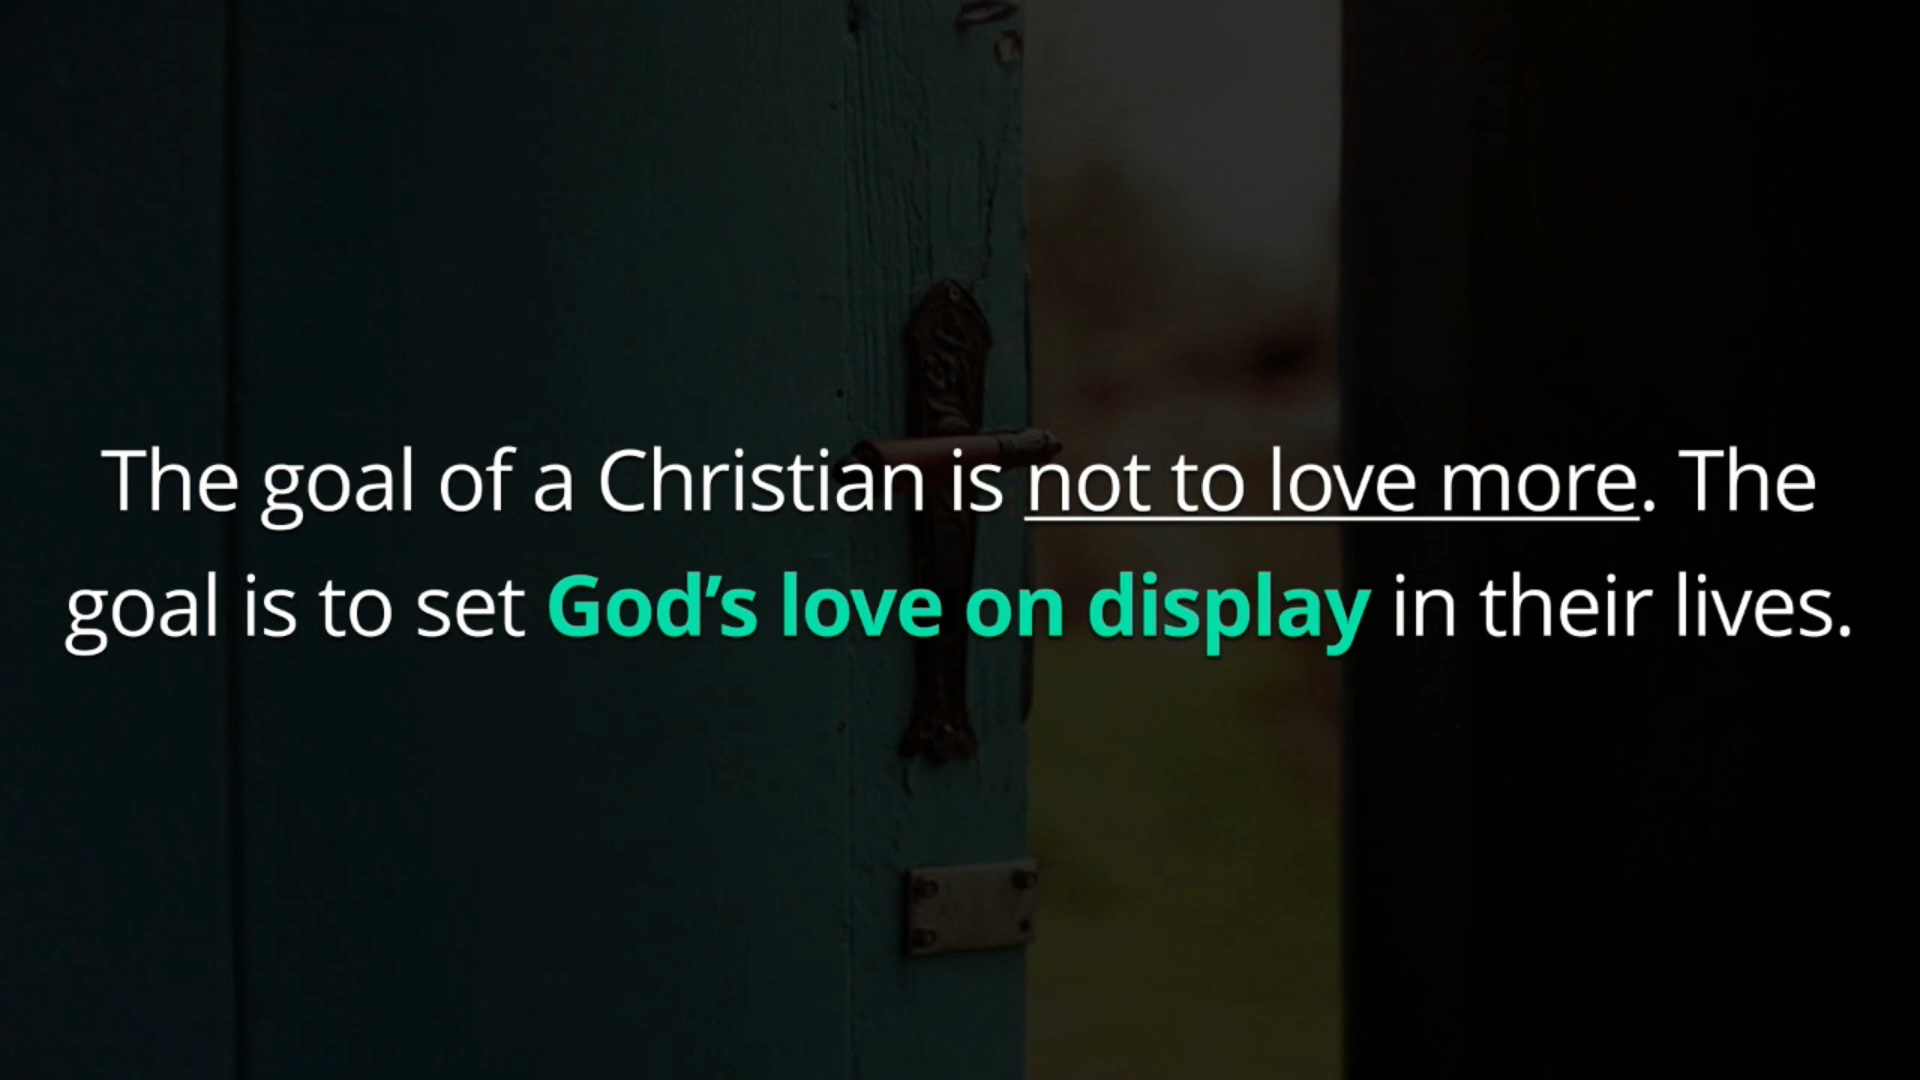 The goal of a Christian is not to love more. The
goal is to set God’s love on display in their lives.